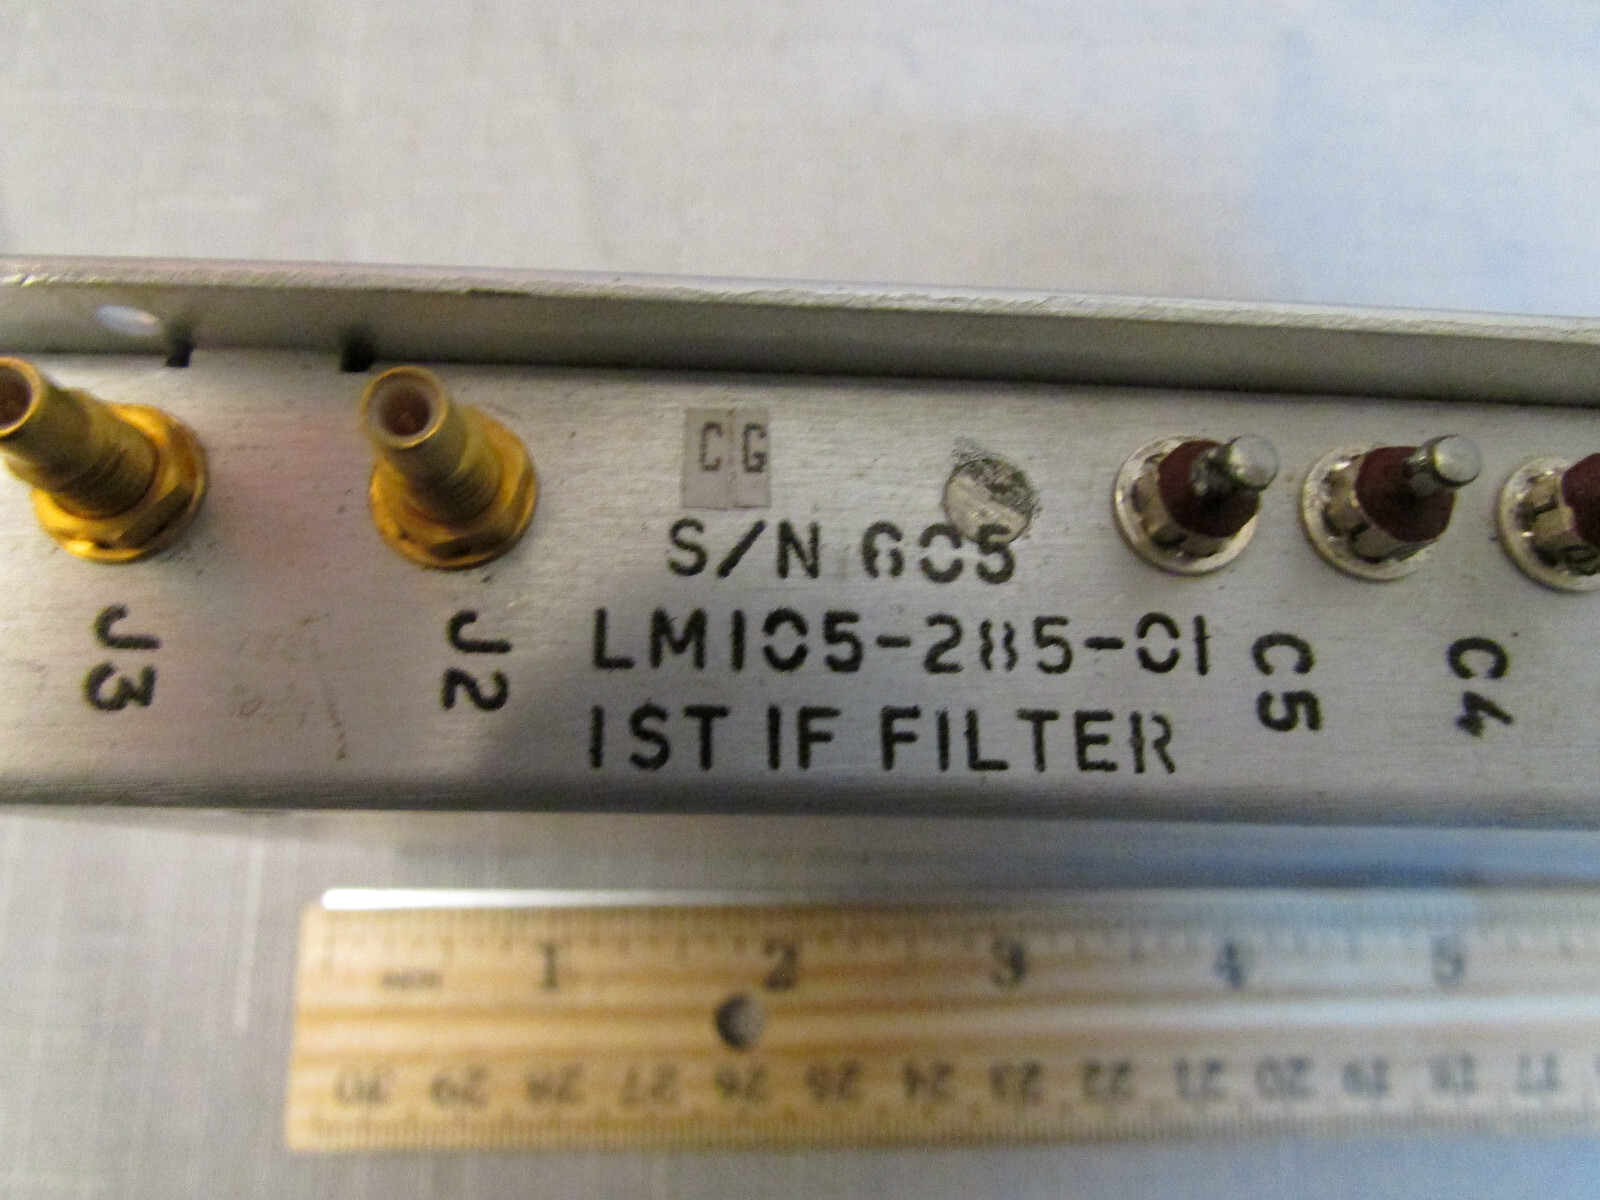 CG
S/N 605
LM105-285-01
1ST IF FILTER
J3
J2
C5
C4
1 2 3 4 5
30 29 28 27 26 25 24 23 22 21 20 19 18 17